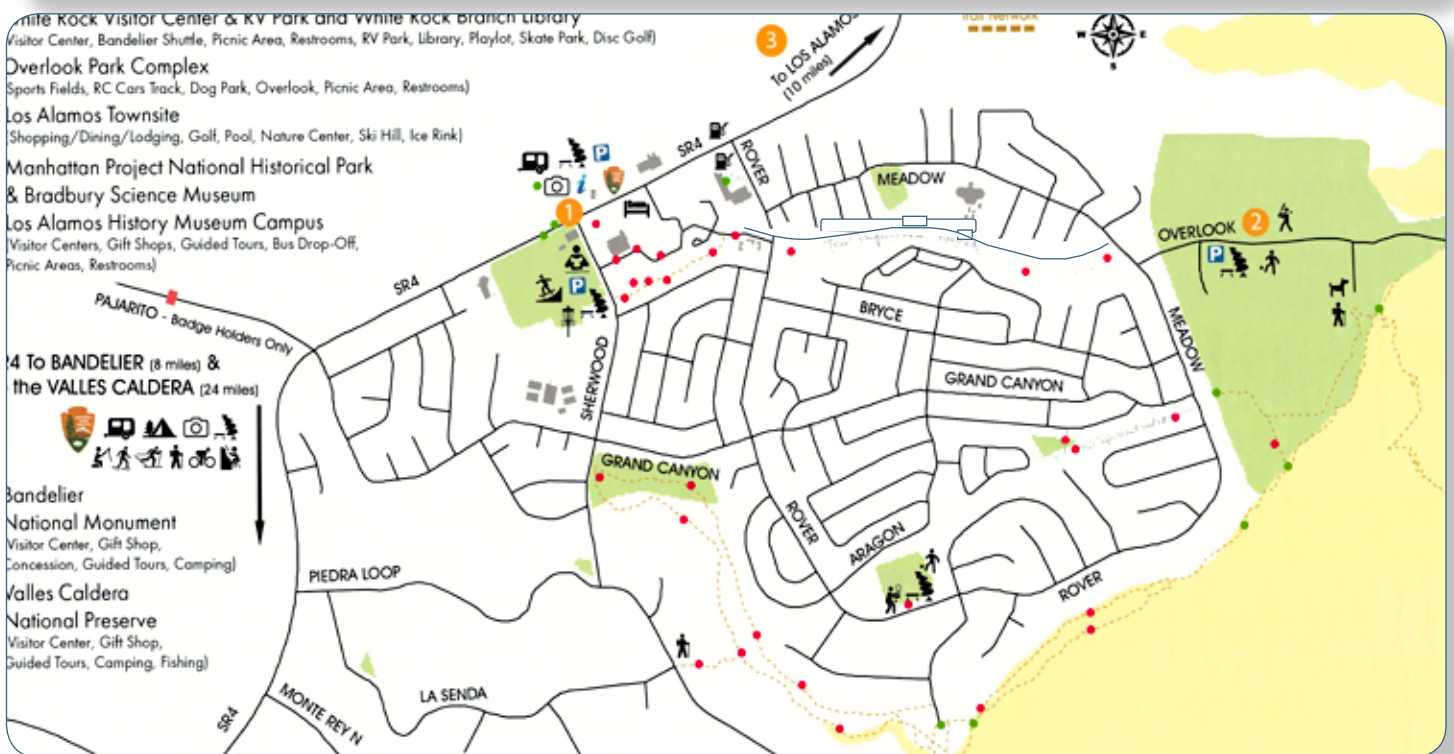 White Rock Visitor Center & RV Park and White Rock Branch Library
Visitor Center, Bandelier Shuttle, Picnic Area, Restrooms, RV Park, Library, Playlot, Skate Park, Disc Golf)
Overlook Park Complex
Sports Fields, RC Cars Track, Dog Park, Overlook, Picnic Area, Restrooms)
Los Alamos Townsite
(Shopping/Dining/Lodging, Golf, Pool, Nature Center, Ski Hill, Ice Rink)
Manhattan Project National Historical Park
& Bradbury Science Museum
Los Alamos History Museum Campus
(Visitor Centers, Gift Shops, Guided Tours, Bus Drop-Off,
Picnic Areas, Restrooms)
Trail Network
W E
S
3
TO LOS ALAMOS
(10 miles)
SR4
ROVER
MEADOW
P
i
1
OVERLOOK 2
P
P
SR4
PAJARITO - Badge Holders Only
BRYCE
MEADOW
4 TO BANDELIER (8 miles) &
the VALLES CALDERA (24 miles)
SHERWOOD
GRAND CANYON
GRAND CANYON
Bandelier
National Monument
Visitor Center, Gift Shop,
Concession, Guided Tours, Camping)
ROVER
ARAGON
PIEDRA LOOP
ROVER
Valles Caldera
National Preserve
Visitor Center, Gift Shop,
Guided Tours, Camping, Fishing)
LA SENDA
MONTE REY N
SR4